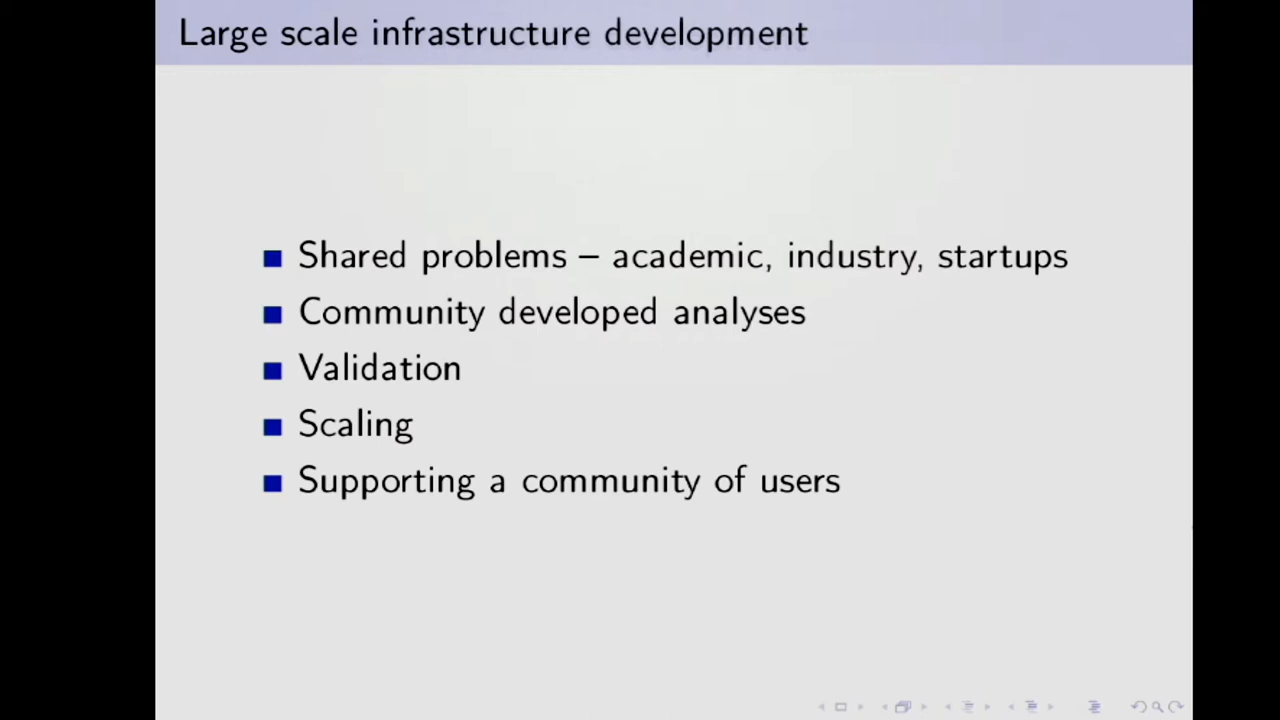 Large scale infrastructure development
Shared problems – academic, industry, startups
Community developed analyses
Validation
Scaling
Supporting a community of users